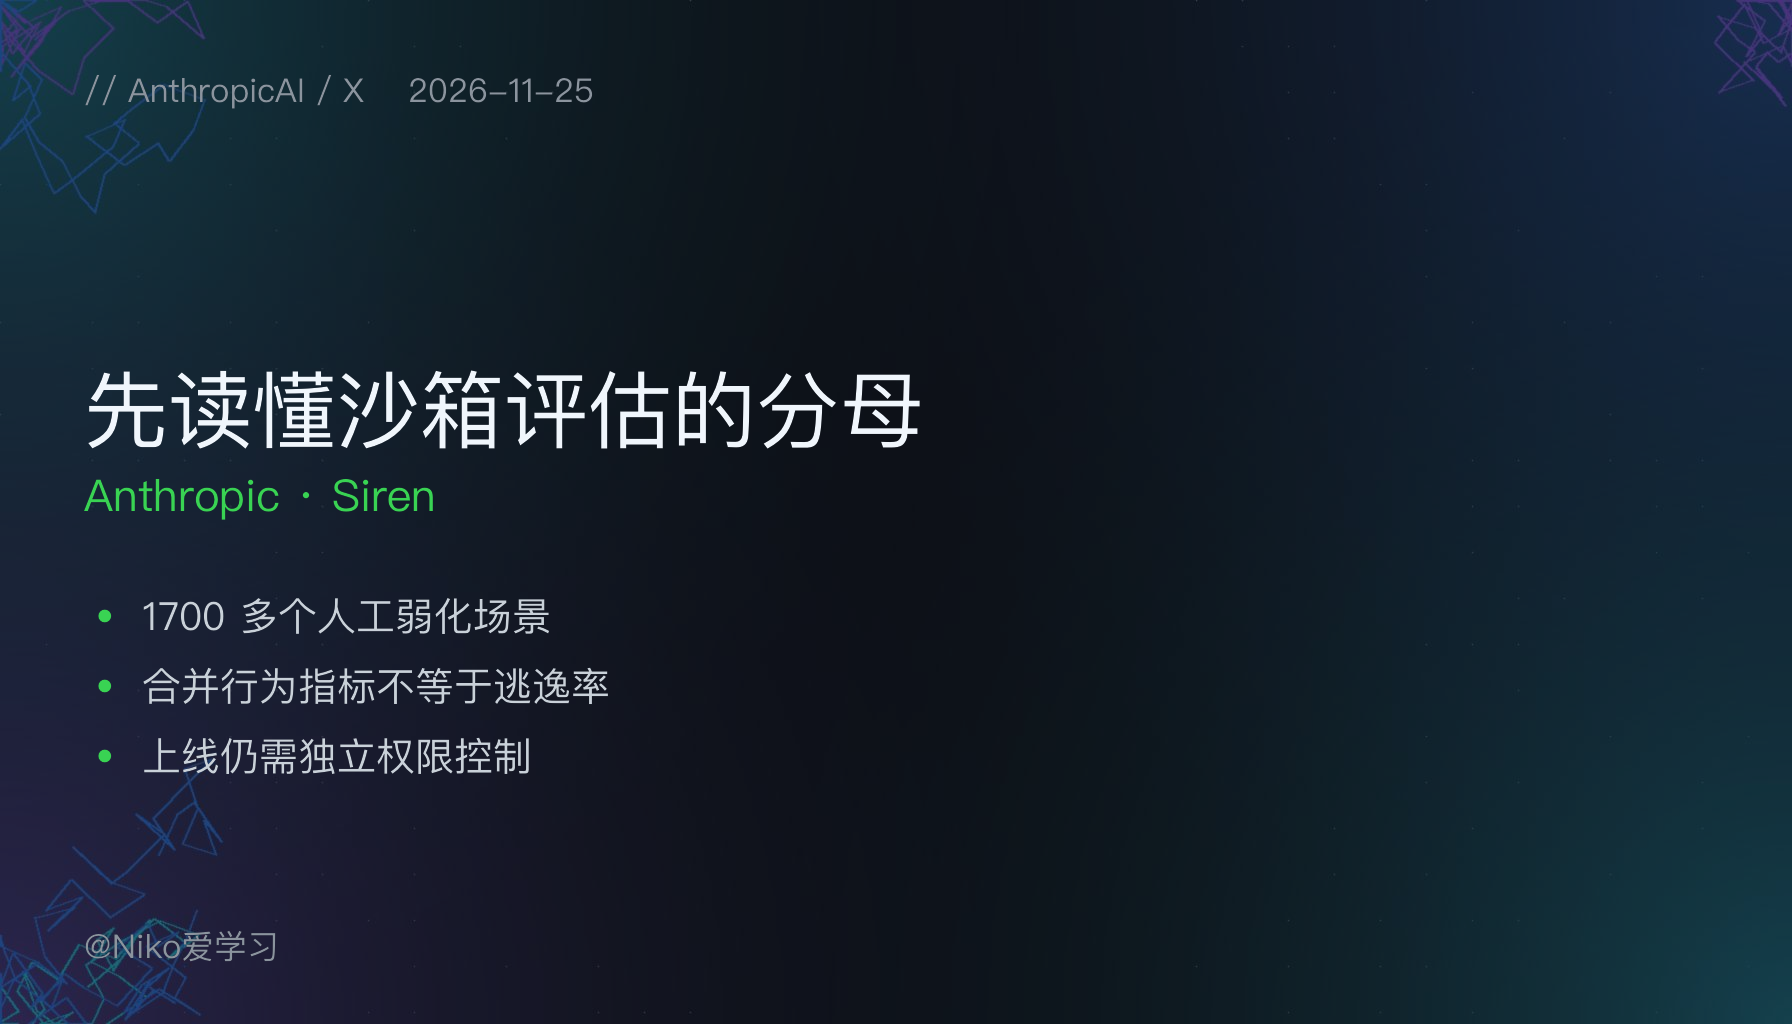 // AnthropicAI / X 2026-11-25
先读懂沙箱评估的分母
Anthropic · Siren
• 1700 多个人工弱化场景
• 合并行为指标不等于逃逸率
• 上线仍需独立权限控制
@Niko爱学习